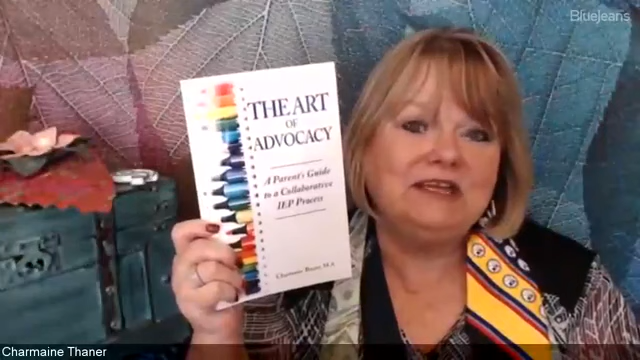 BlueJeans
THE ART
OF
ADVOCACY
A Parent's Guide
to a Collaborative
IEP Process
Charmaine Thaner, M.A.
Charmaine Thaner